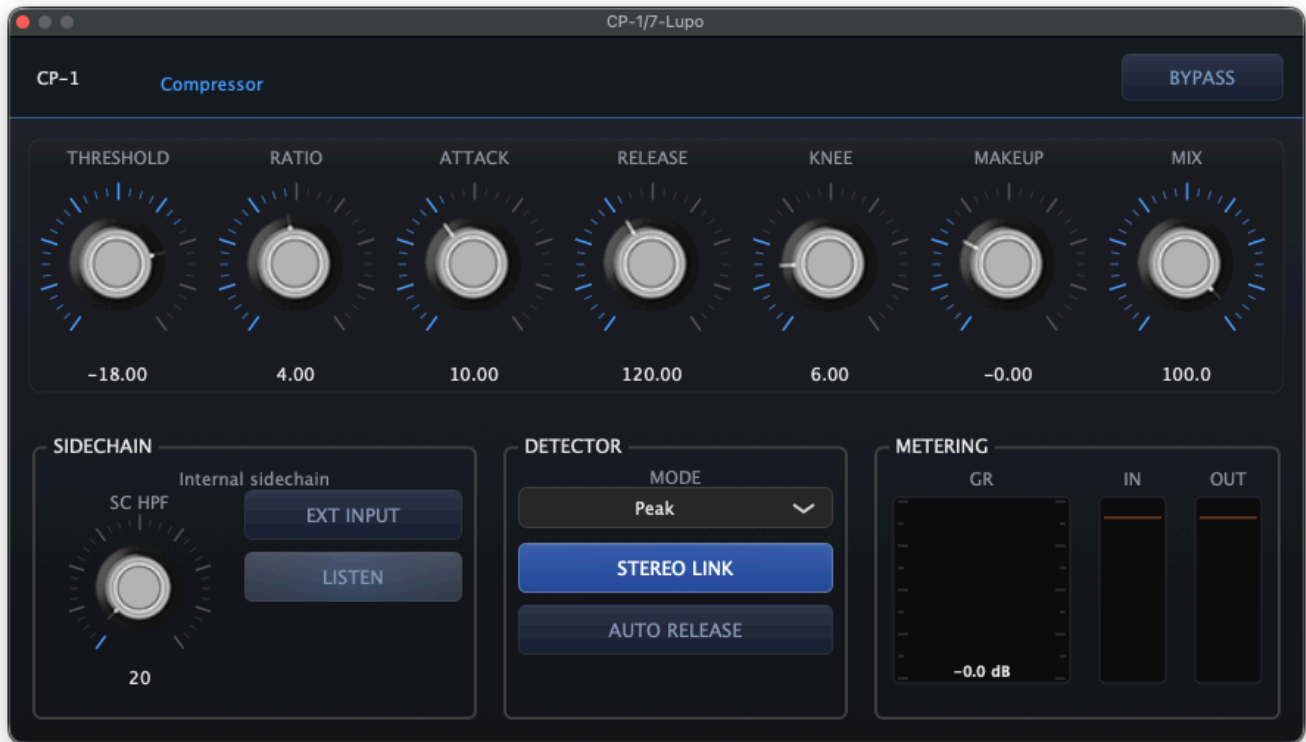 CP-1/7-Lupo
CP-1
Compressor
BYPASS
THRESHOLD RATIO ATTACK RELEASE KNEE MAKEUP MIX
-18.00 4.00 10.00 120.00 6.00 -0.00 100.0
SIDECHAIN
Internal sidechain
SC HPF
EXT INPUT
LISTEN
20
DETECTOR
MODE
Peak
STEREO LINK
AUTO RELEASE
METERING
GR IN OUT
-0.0 dB